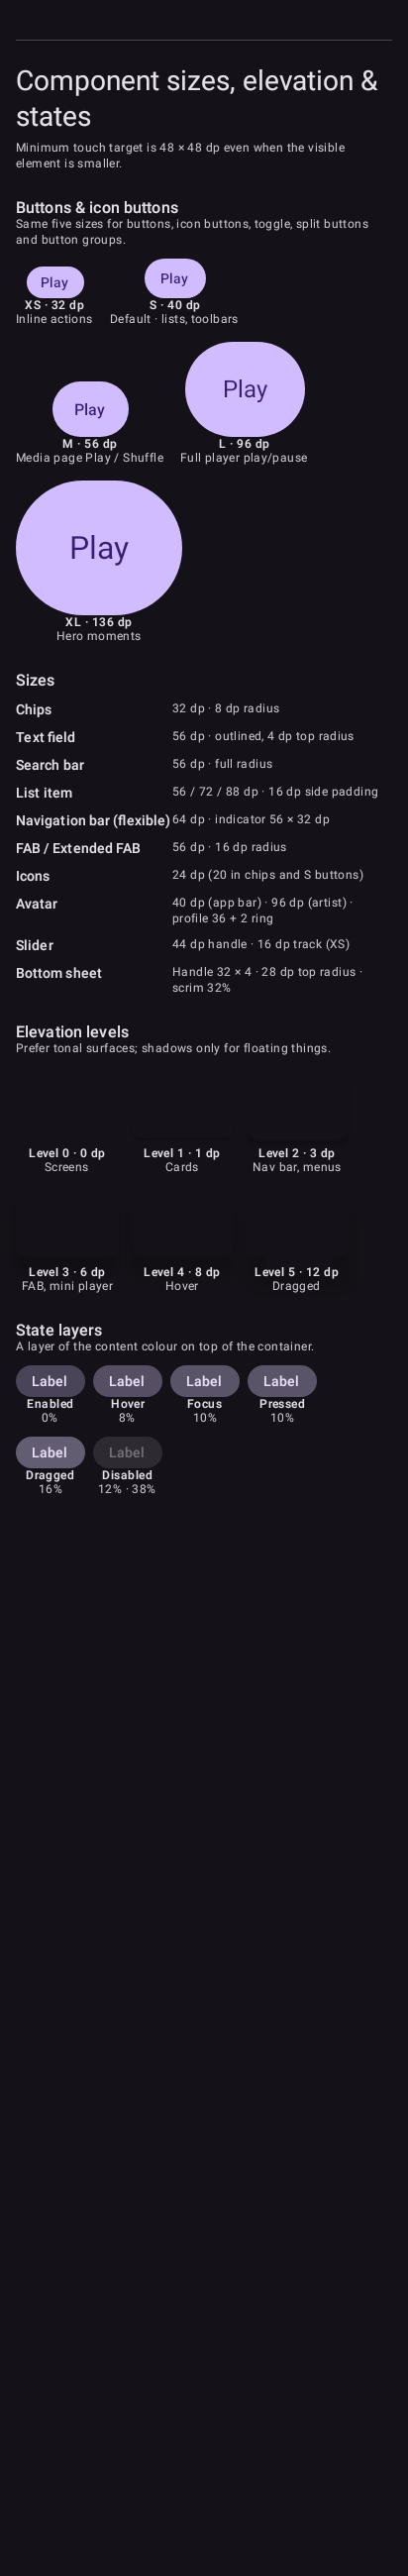 Component sizes, elevation &
states
Minimum touch target is 48 × 48 dp even when the visible
element is smaller.
Buttons & icon buttons
Same five sizes for buttons, icon buttons, toggle, split buttons
and button groups.
Play
Play
XS · 32 dp
S · 40 dp
Inline actions
Default · lists, toolbars
Play
Play
M · 56 dp
L · 96 dp
Media page Play / Shuffle
Full player play/pause
Play
XL · 136 dp
Hero moments
Sizes
Chips 32 dp · 8 dp radius
Text field 56 dp · outlined, 4 dp top radius
Search bar 56 dp · full radius
List item 56 / 72 / 88 dp · 16 dp side padding
Navigation bar (flexible) 64 dp · indicator 56 × 32 dp
FAB / Extended FAB 56 dp · 16 dp radius
Icons 24 dp (20 in chips and S buttons)
Avatar 40 dp (app bar) · 96 dp (artist) ·
profile 36 + 2 ring
Slider 44 dp handle · 16 dp track (XS)
Bottom sheet Handle 32 × 4 · 28 dp top radius ·
scrim 32%
Elevation levels
Prefer tonal surfaces; shadows only for floating things.
Level 0 · 0 dp
Level 1 · 1 dp
Level 2 · 3 dp
Screens
Cards
Nav bar, menus
Level 3 · 6 dp
Level 4 · 8 dp
Level 5 · 12 dp
FAB, mini player
Hover
Dragged
State layers
A layer of the content colour on top of the container.
Label
Label
Label
Label
Enabled
Hover
Focus
Pressed
0%
8%
10%
10%
Label
Label
Dragged
Disabled
16%
12% · 38%